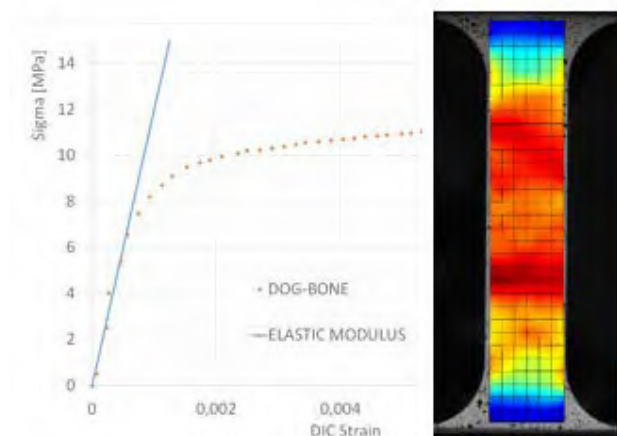 Sigma [MPa]
14
12
10
8
6
4
2
0
DOG-BONE
ELASTIC MODULUS
0
0,002
0,004
DIC Strain